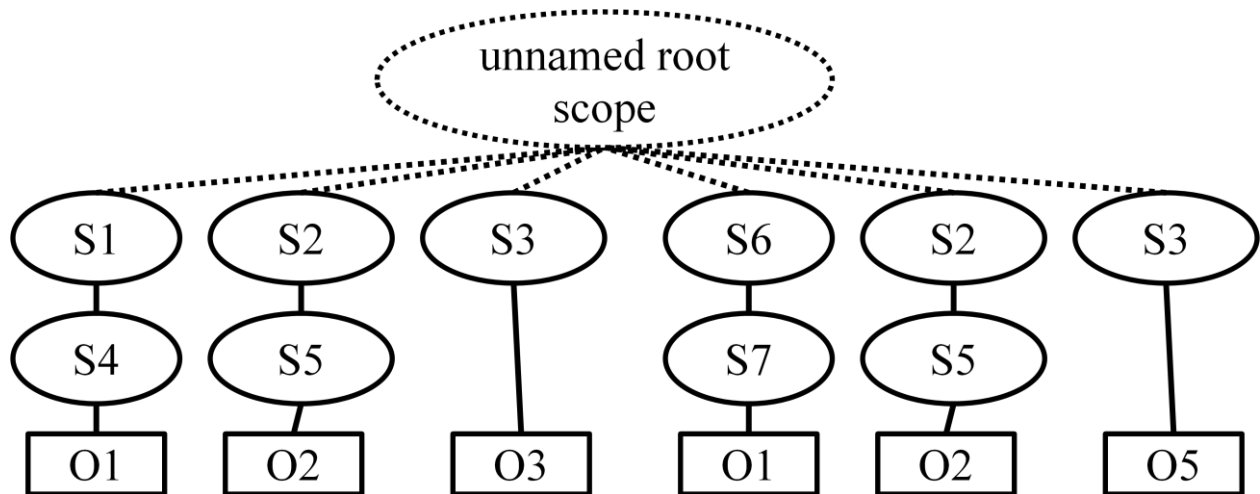 unnamed root
scope
S1 S2 S3 S6 S2 S3
S4 S5 S7 S5
O1 O2 O3 O1 O2 O5